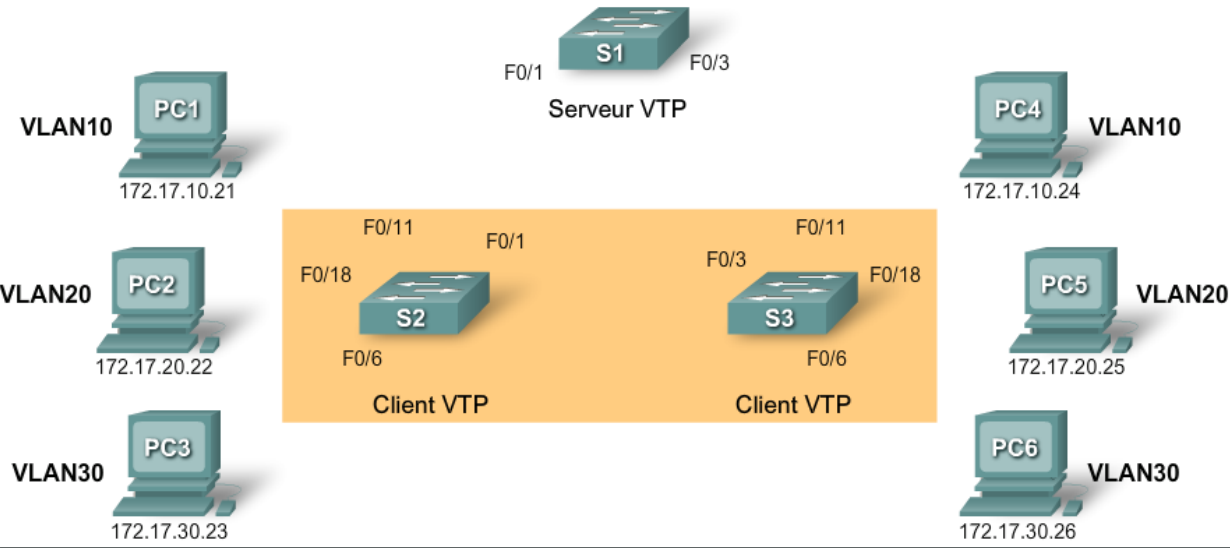 S1
F0/1
F0/3
Serveur VTP
PC1
VLAN10
172.17.10.21
PC4
VLAN10
172.17.10.24
F0/11
F0/1
F0/18
S2
F0/6
Client VTP
F0/11
F0/3
F0/18
S3
F0/6
Client VTP
PC2
VLAN20
172.17.20.22
PC5
VLAN20
172.17.20.25
PC3
VLAN30
172.17.30.23
PC6
VLAN30
172.17.30.26